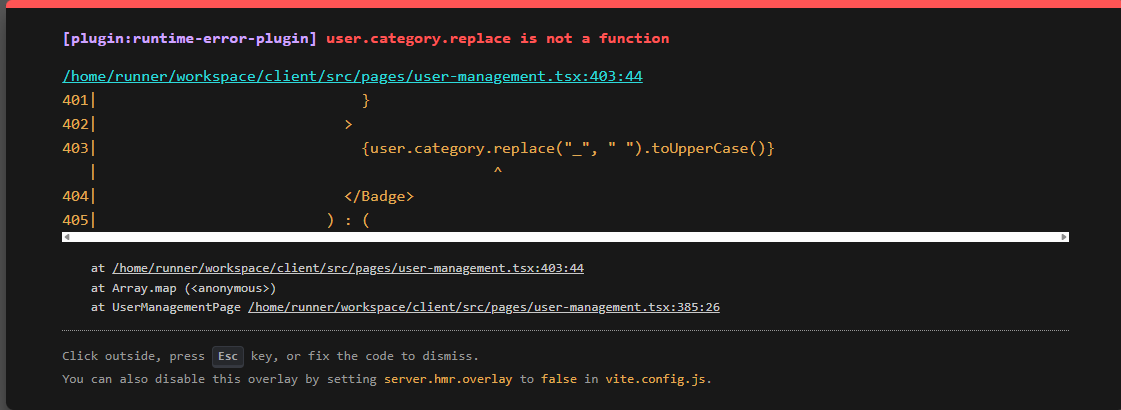 [plugin:runtime-error-plugin] user.category.replace is not a function
/home/runner/workspace/client/src/pages/user-management.tsx:403:44
401|                               }
402|                             >
403|                               {user.category.replace("_", " ").toUpperCase()}
   |                                              ^
404|                             </Badge>
405|                           ) : (
at /home/runner/workspace/client/src/pages/user-management.tsx:403:44
at Array.map (<anonymous>)
at UserManagementPage /home/runner/workspace/client/src/pages/user-management.tsx:385:26
Click outside, press Esc key, or fix the code to dismiss.
You can also disable this overlay by setting server.hmr.overlay to false in vite.config.js.